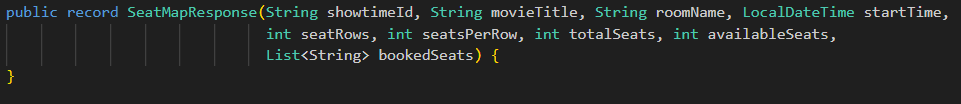 public record SeatMapResponse(String showtimeId, String movieTitle, String roomName, LocalDateTime startTime,
int seatRows, int seatsPerRow, int totalSeats, int availableSeats,
List<String> bookedSeats) {
}